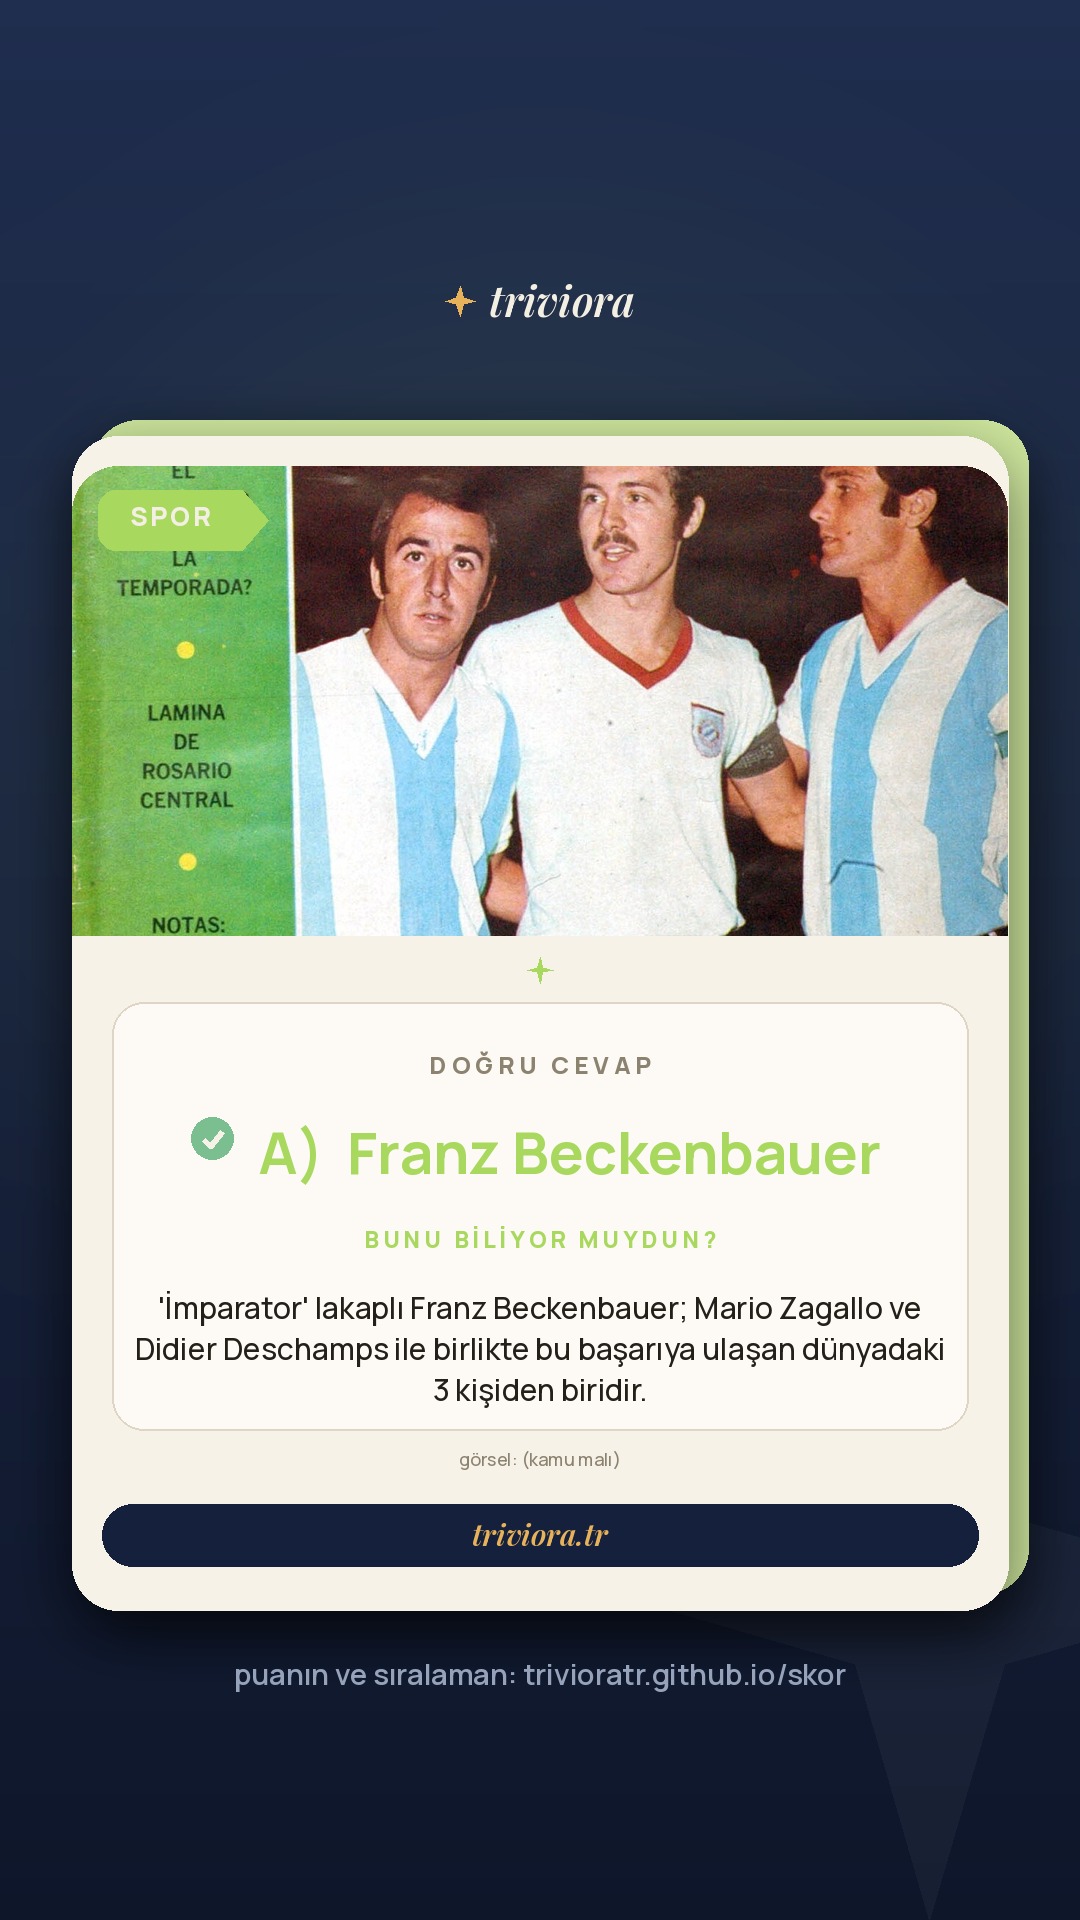 triviora
EL
SPOR
LA
TEMPORADA?
LAMINA
DE
ROSARIO
CENTRAL
NOTAS:
DOĞRU CEVAP
A) Franz Beckenbauer
BUNU BİLİYOR MUYDUN?
'İmparator' lakaplı Franz Beckenbauer; Mario Zagallo ve
Didier Deschamps ile birlikte bu başarıya ulaşan dünyadaki
3 kişiden biridir.
görsel: (kamu malı)
triviora.tr
puanın ve sıralaman: trivioratr.github.io/skor